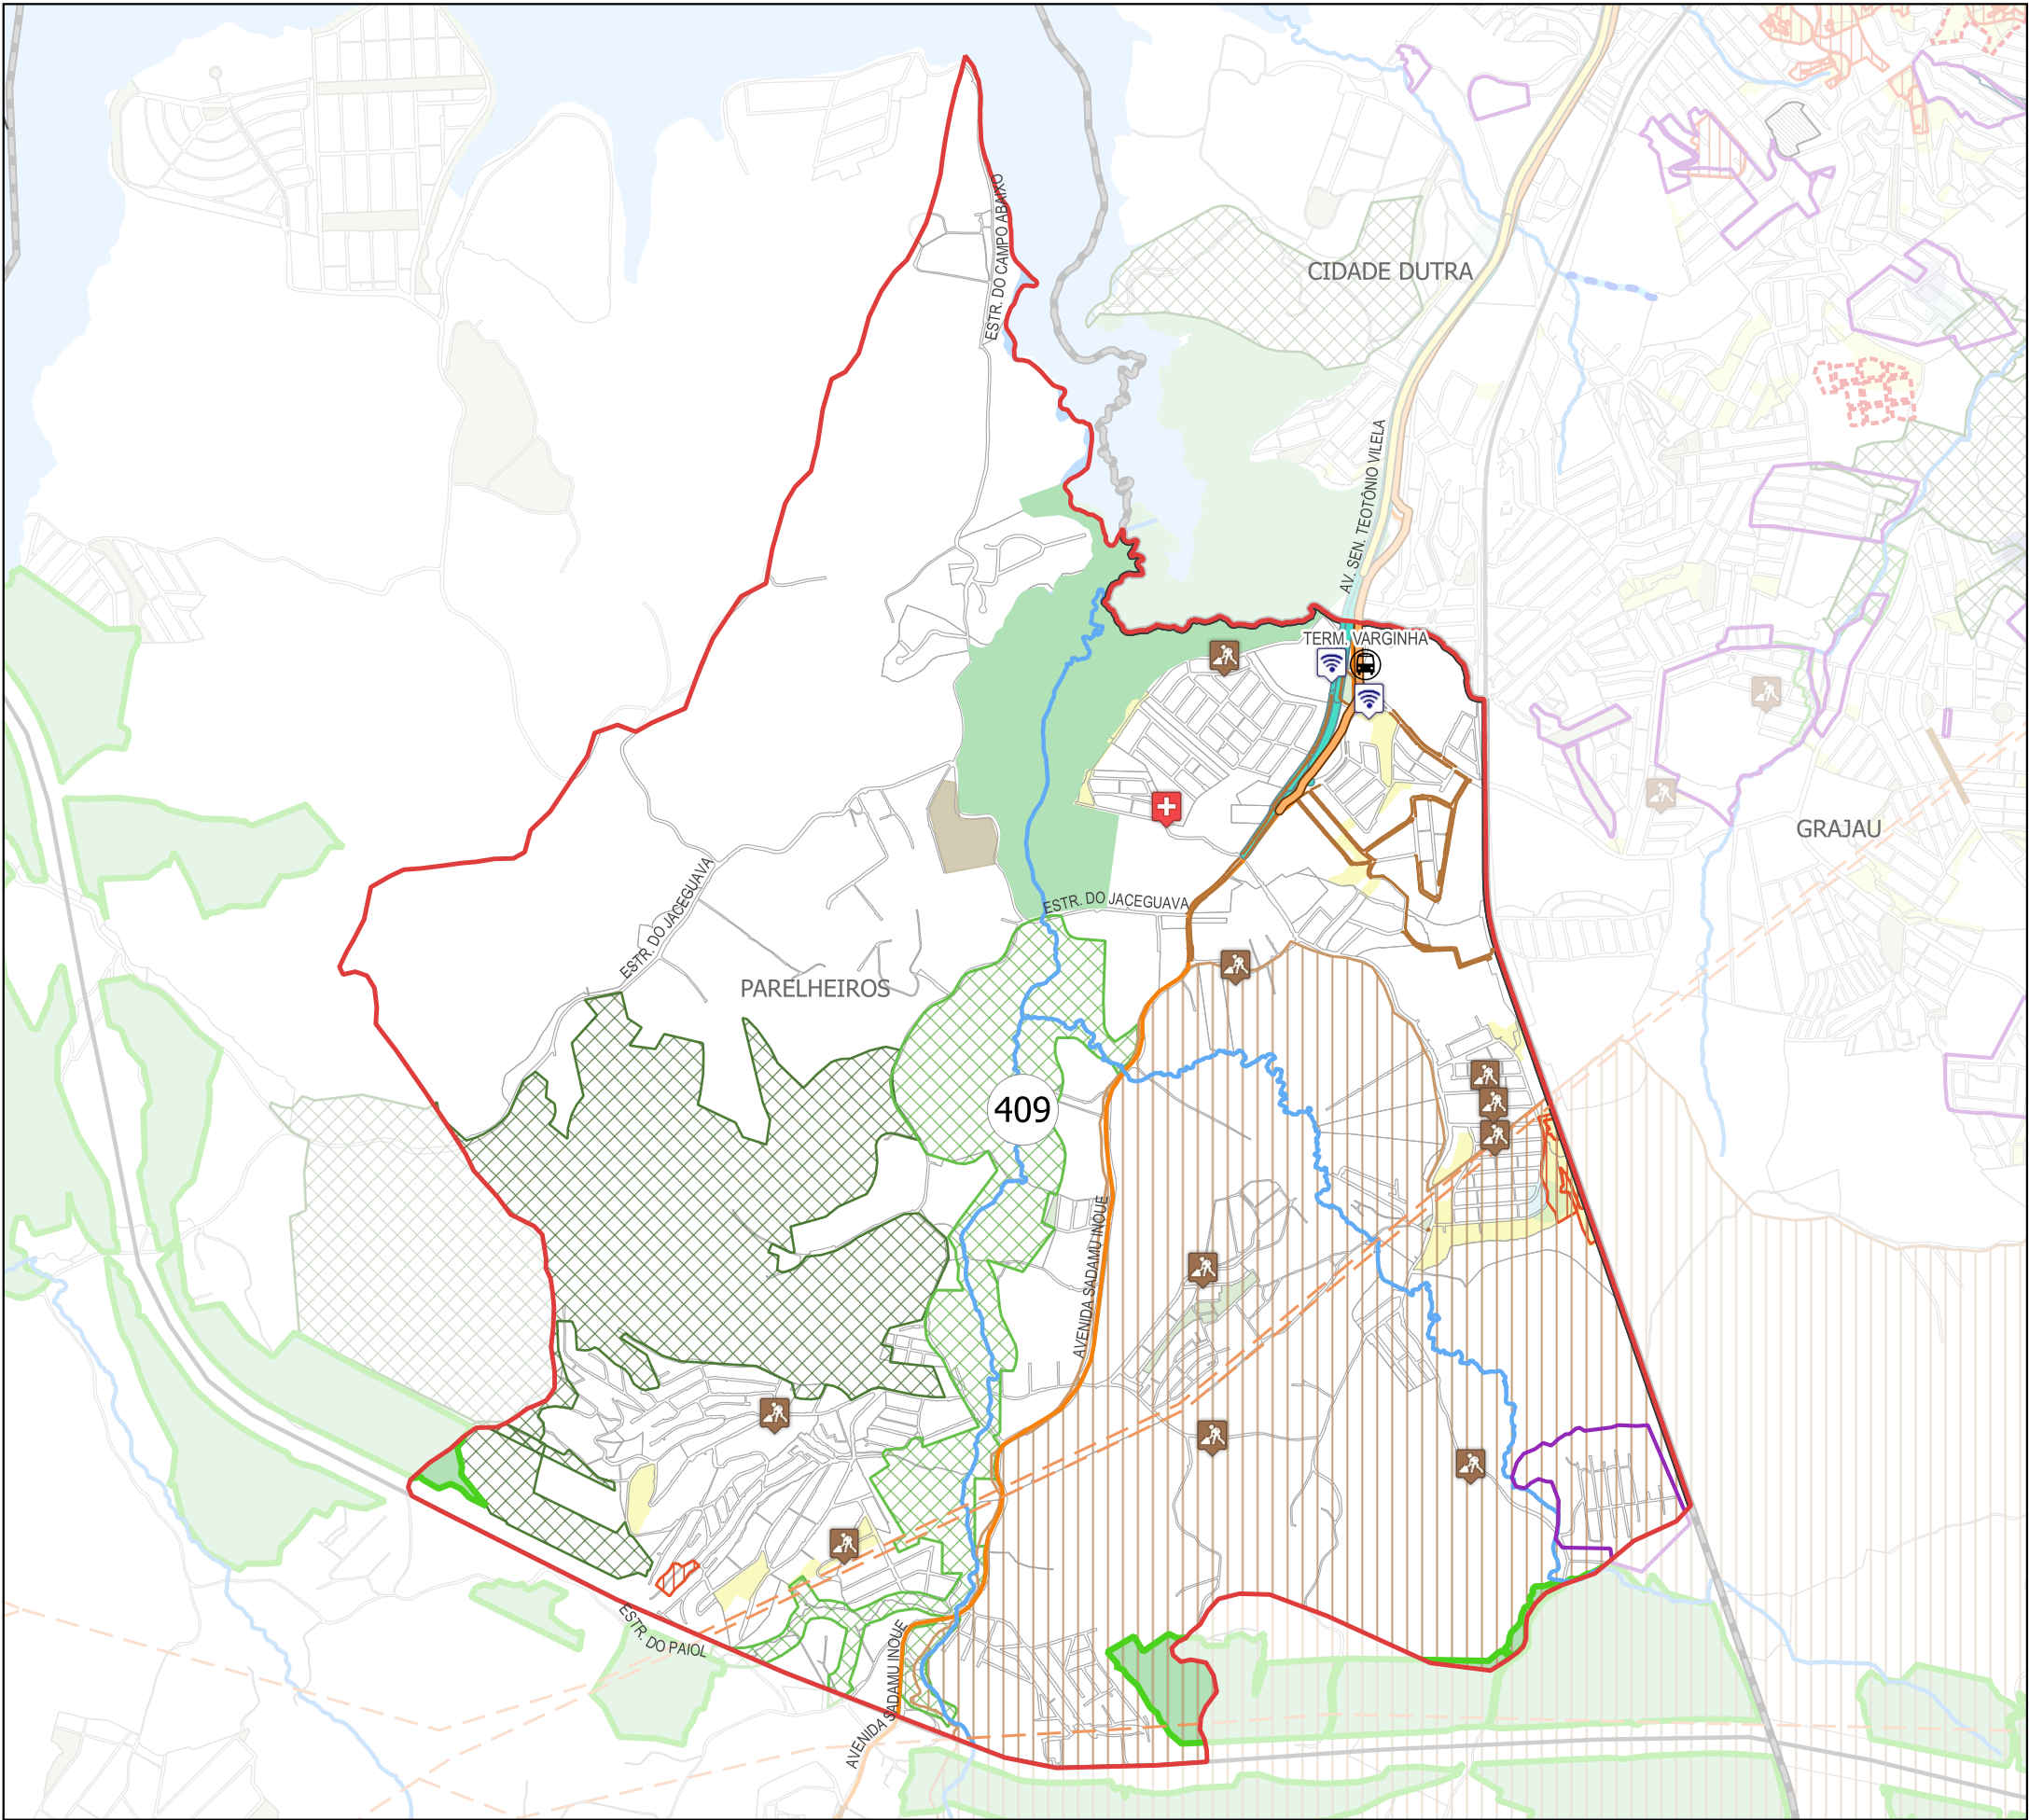 ESTR. DO CAMPO ABAIXO
CIDADE DUTRA
AV. SEN. TEOTÔNIO VILELA
TERM. VARGINHA
GRAJAU
ESTR. DO JACEGUAVA
ESTR. DO JACEGUAVA
PARELHEIROS
409
AVENIDA SADAMU INOUE
ESTR. DO PAIOL
AVENIDA SADAMU INOUE